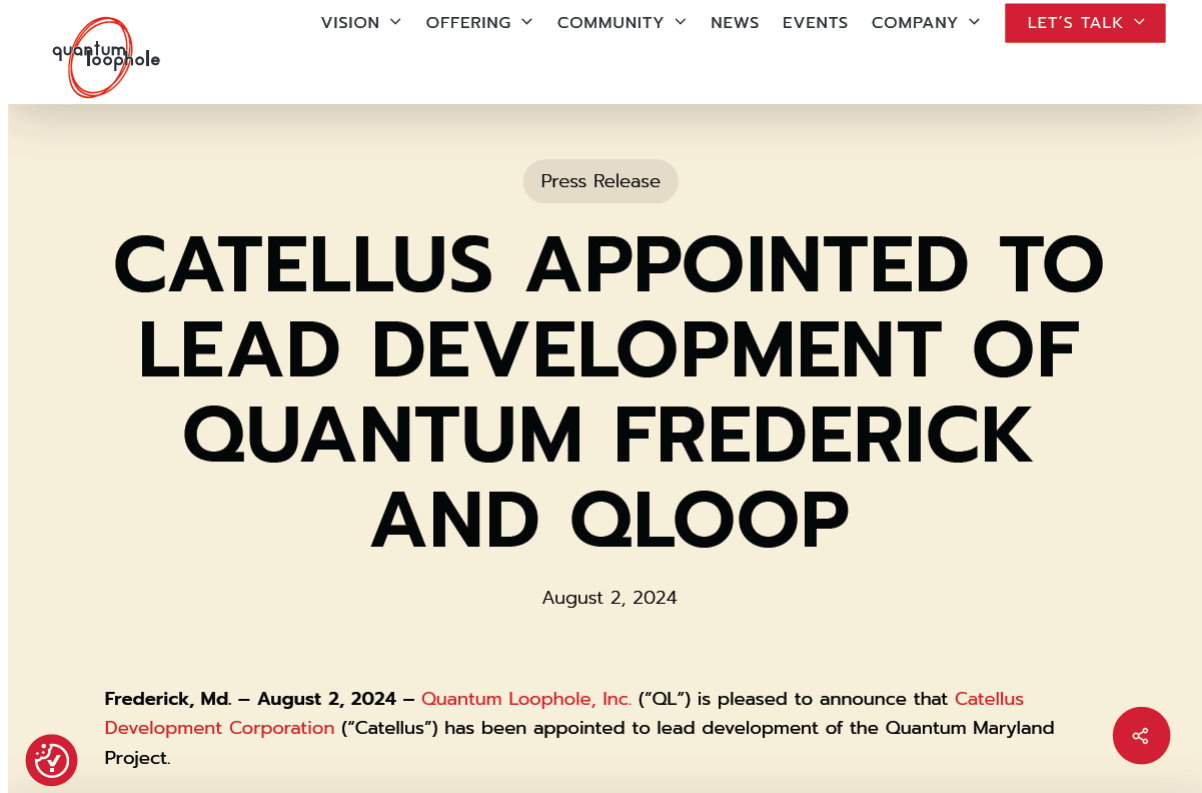 quantum
loophole
VISION
OFFERING
COMMUNITY
NEWS
EVENTS
COMPANY
LET'S TALK
Press Release
CATELLUS APPOINTED TO
LEAD DEVELOPMENT OF
QUANTUM FREDERICK
AND QLOOP
August 2, 2024
Frederick, Md. – August 2, 2024 – Quantum Loophole, Inc. (“QL”) is pleased to announce that Catellus
Development Corporation (“Catellus”) has been appointed to lead development of the Quantum Maryland
Project.